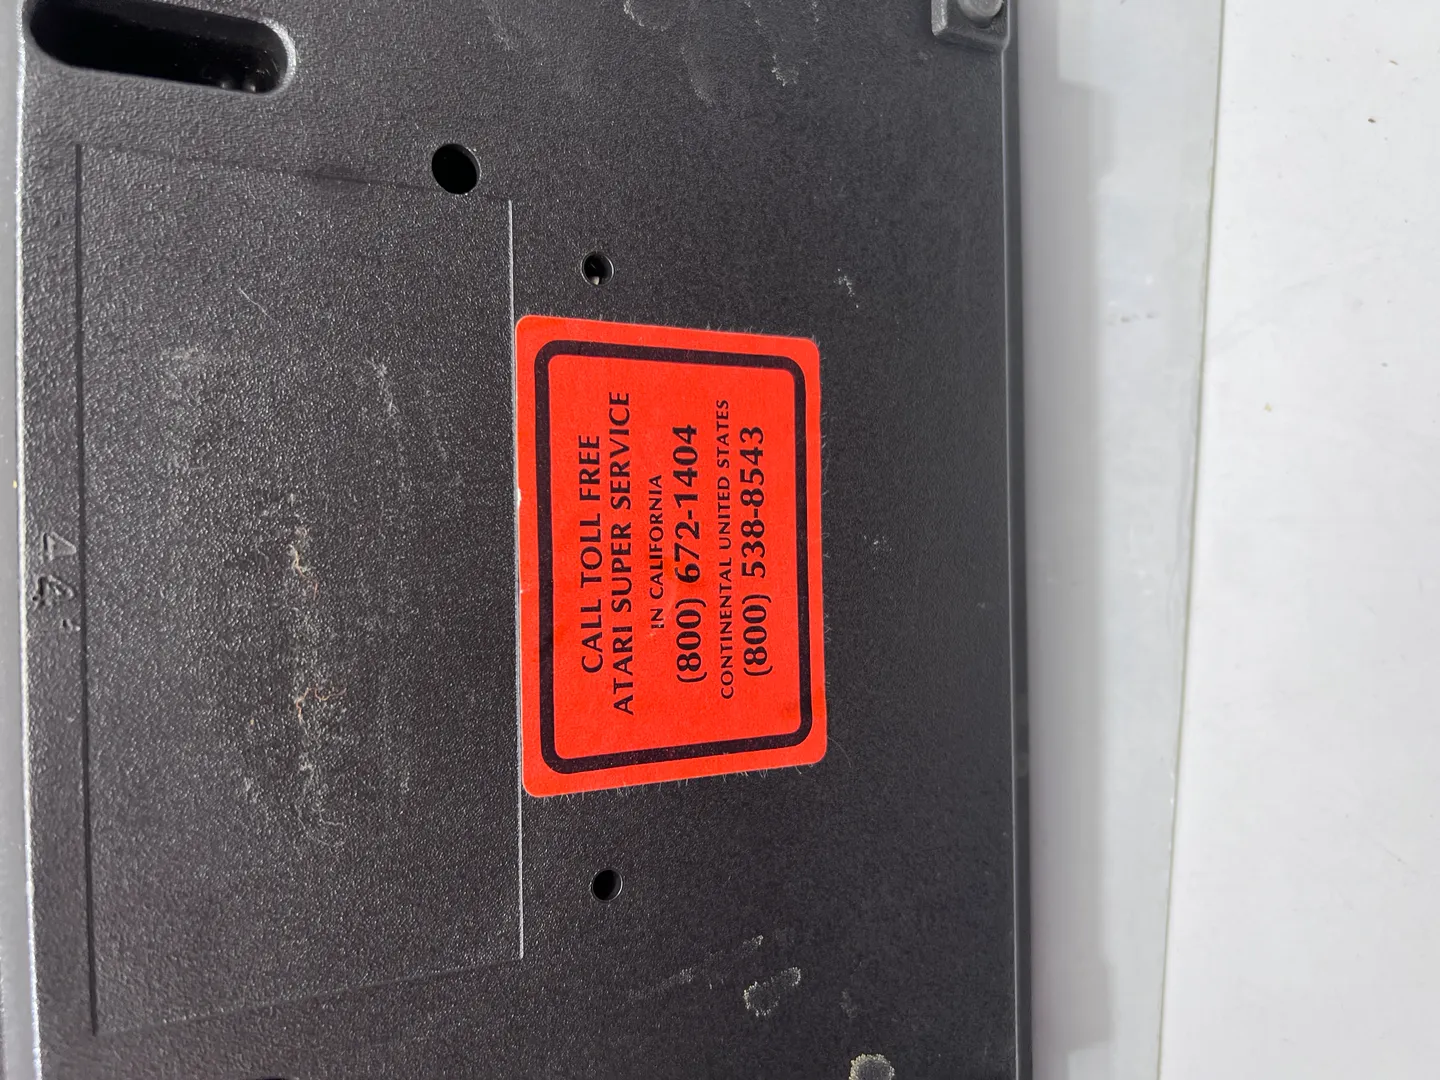 CALL TOLL FREE
ATARI SUPER SERVICE
IN CALIFORNIA
(800) 672-1404
CONTINENTAL UNITED STATES
(800) 538-8543